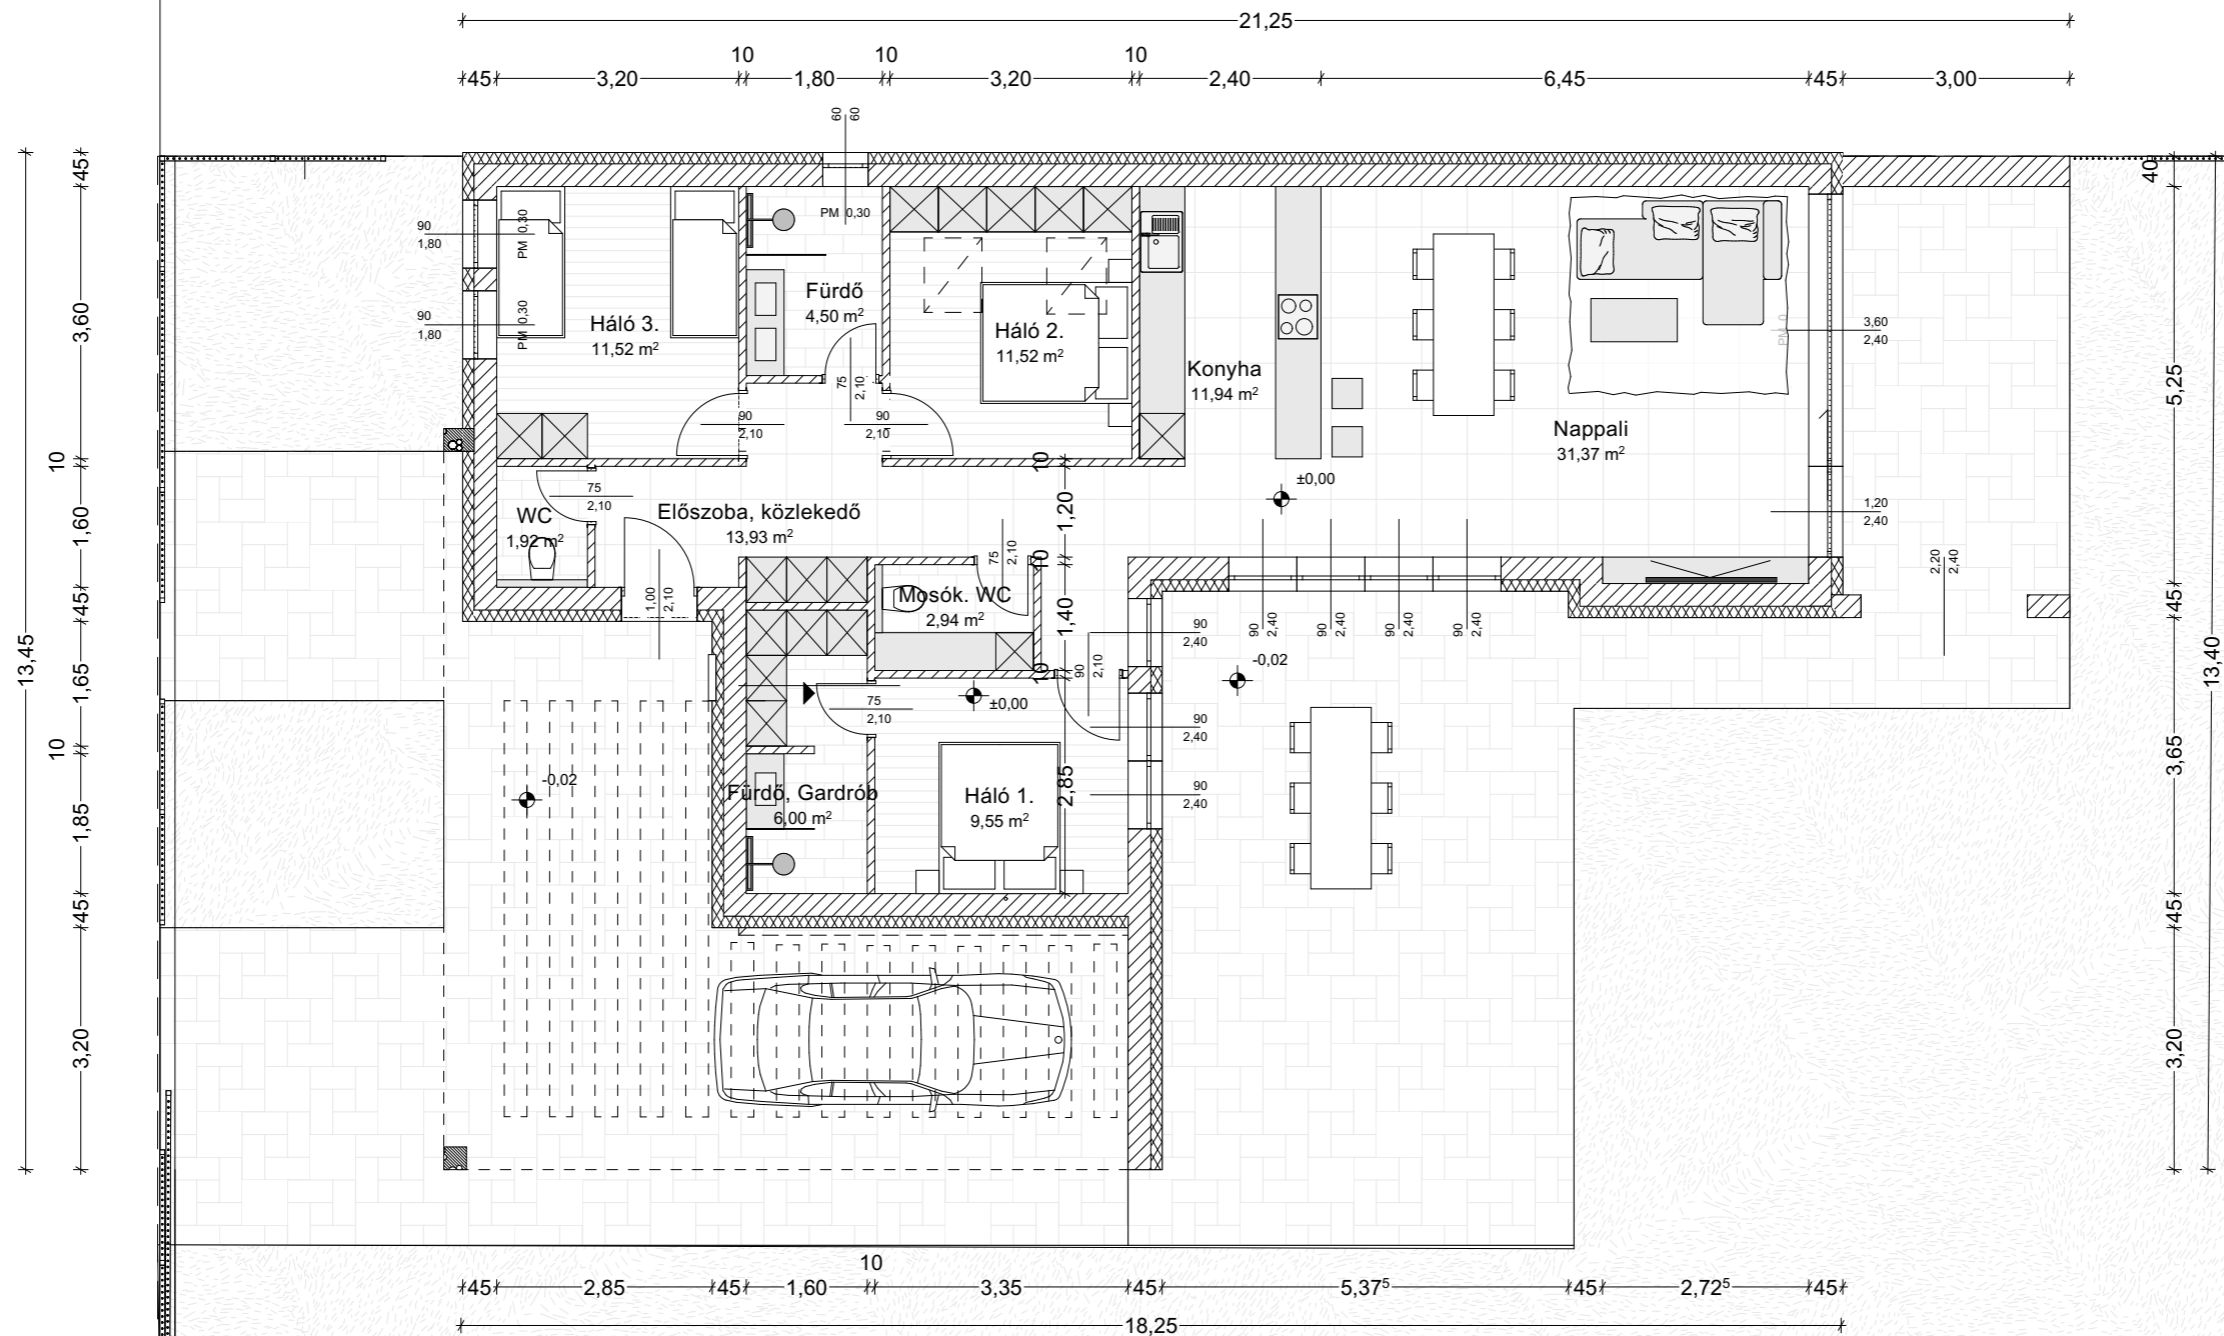 21,25
10 10 10
45 3,20 1,80 3,20 2,40 6,45 45 3,00
60
60
45
40
90
1,80
PM 0,30
PM 0,30
Fürdő
4,50 m²
Háló 3.
11,52 m²
Háló 2.
11,52 m²
90
1,80
PM 0,30
3,60
2,40
PM 0
3,60
Konyha
11,94 m²
75
2,10
5,25
90
2,10
90
2,10
Nappali
31,37 m²
10
10
±0,00
75
2,10
WC
1,92 m²
Előszoba, közlekedő
13,93 m²
1,20
1,20
2,40
1,60
75
2,10
10
2,20
2,40
45
1,00
2,10
Mosók. WC
2,94 m²
1,40
90
2,40
90
2,40
90
2,40
90
2,40
90
2,40
45
13,45
13,40
1,65
10
90
2,10
-0,02
75
2,10
±0,00
90
2,40
10
3,65
-0,02
Fürdő, Gardrób
6,00 m²
Háló 1.
9,55 m²
2,85
90
2,40
1,85
45
45
3,20
3,20
10
45 2,85 45 1,60 3,35 45 5,37⁵ 45 2,72⁵ 45
18,25